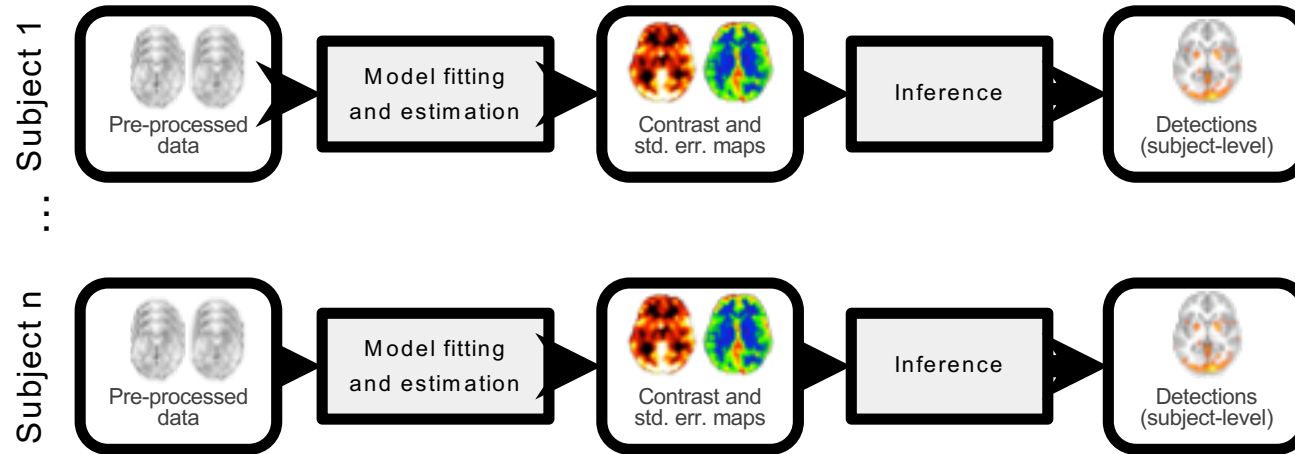 Subject 1
Pre-processed
data
Model fitting
and estimation
Contrast and
std. err. maps
Inference
Detections
(subject-level)
...
Subject n
Pre-processed
data
Model fitting
and estimation
Contrast and
std. err. maps
Inference
Detections
(subject-level)